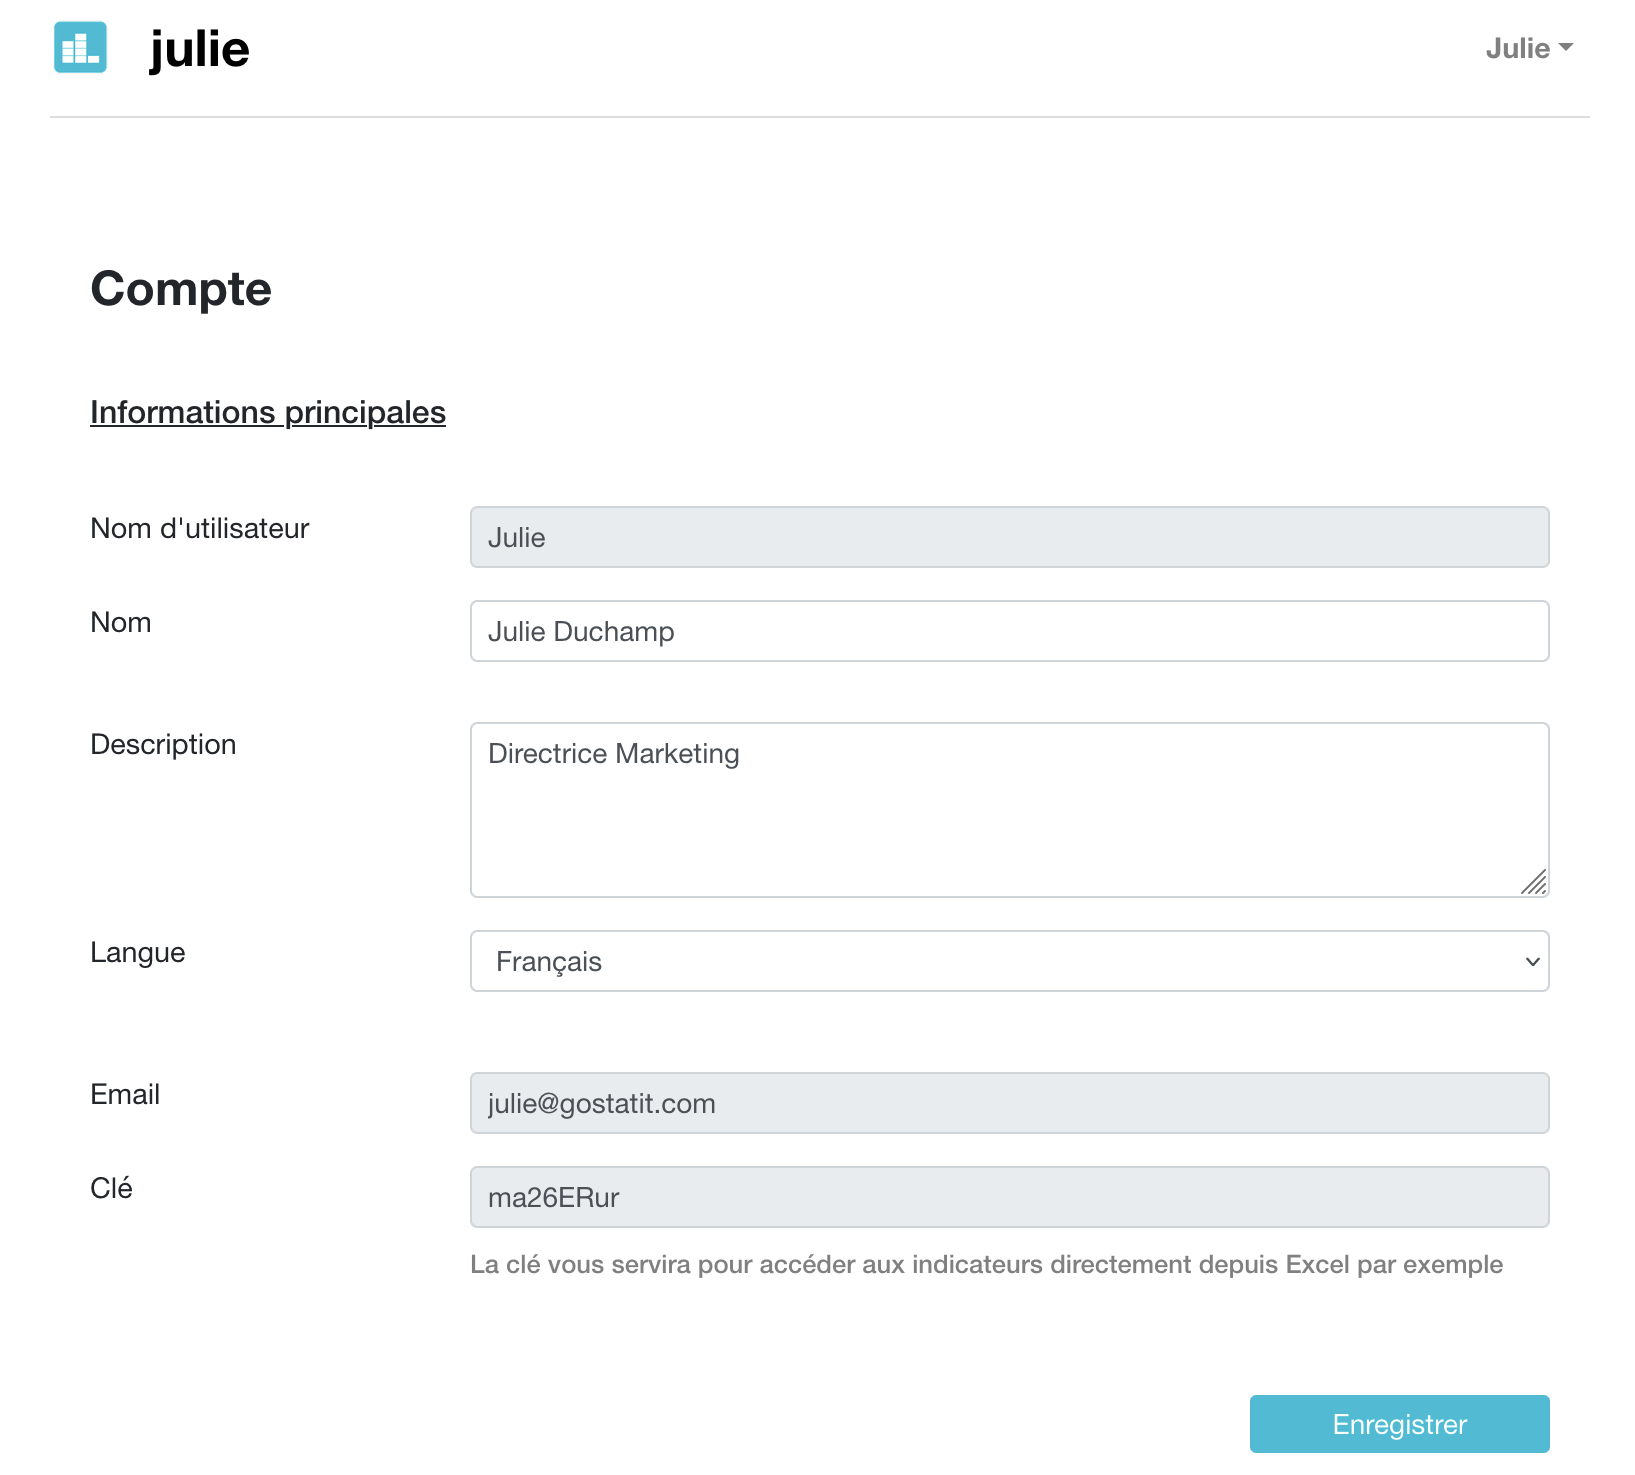 julie
Julie
Compte
Informations principales
Nom d'utilisateur
Julie
Nom
Julie Duchamp
Description
Directrice Marketing
Langue
Français
Email
julie@gostatit.com
Clé
ma26ERur
La clé vous servira pour accéder aux indicateurs directement depuis Excel par exemple
Enregistrer